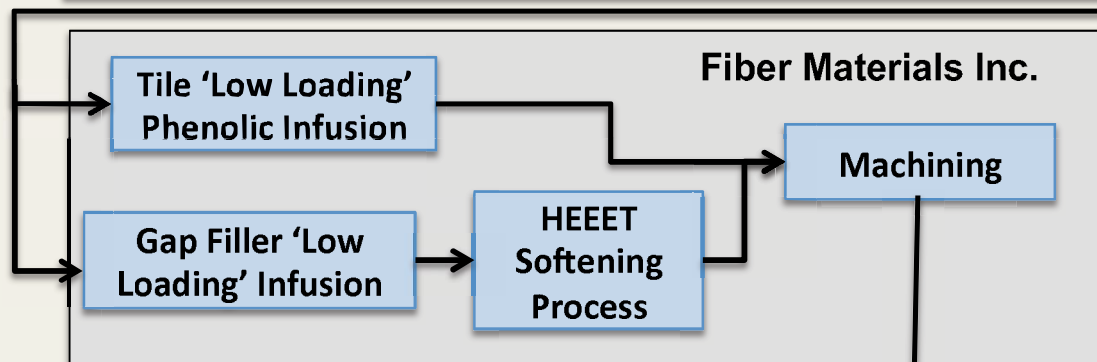 Fiber Materials Inc.
Tile ‘Low Loading’
Phenolic Infusion
Machining
Gap Filler ‘Low
Loading’ Infusion
HEEET
Softening
Process